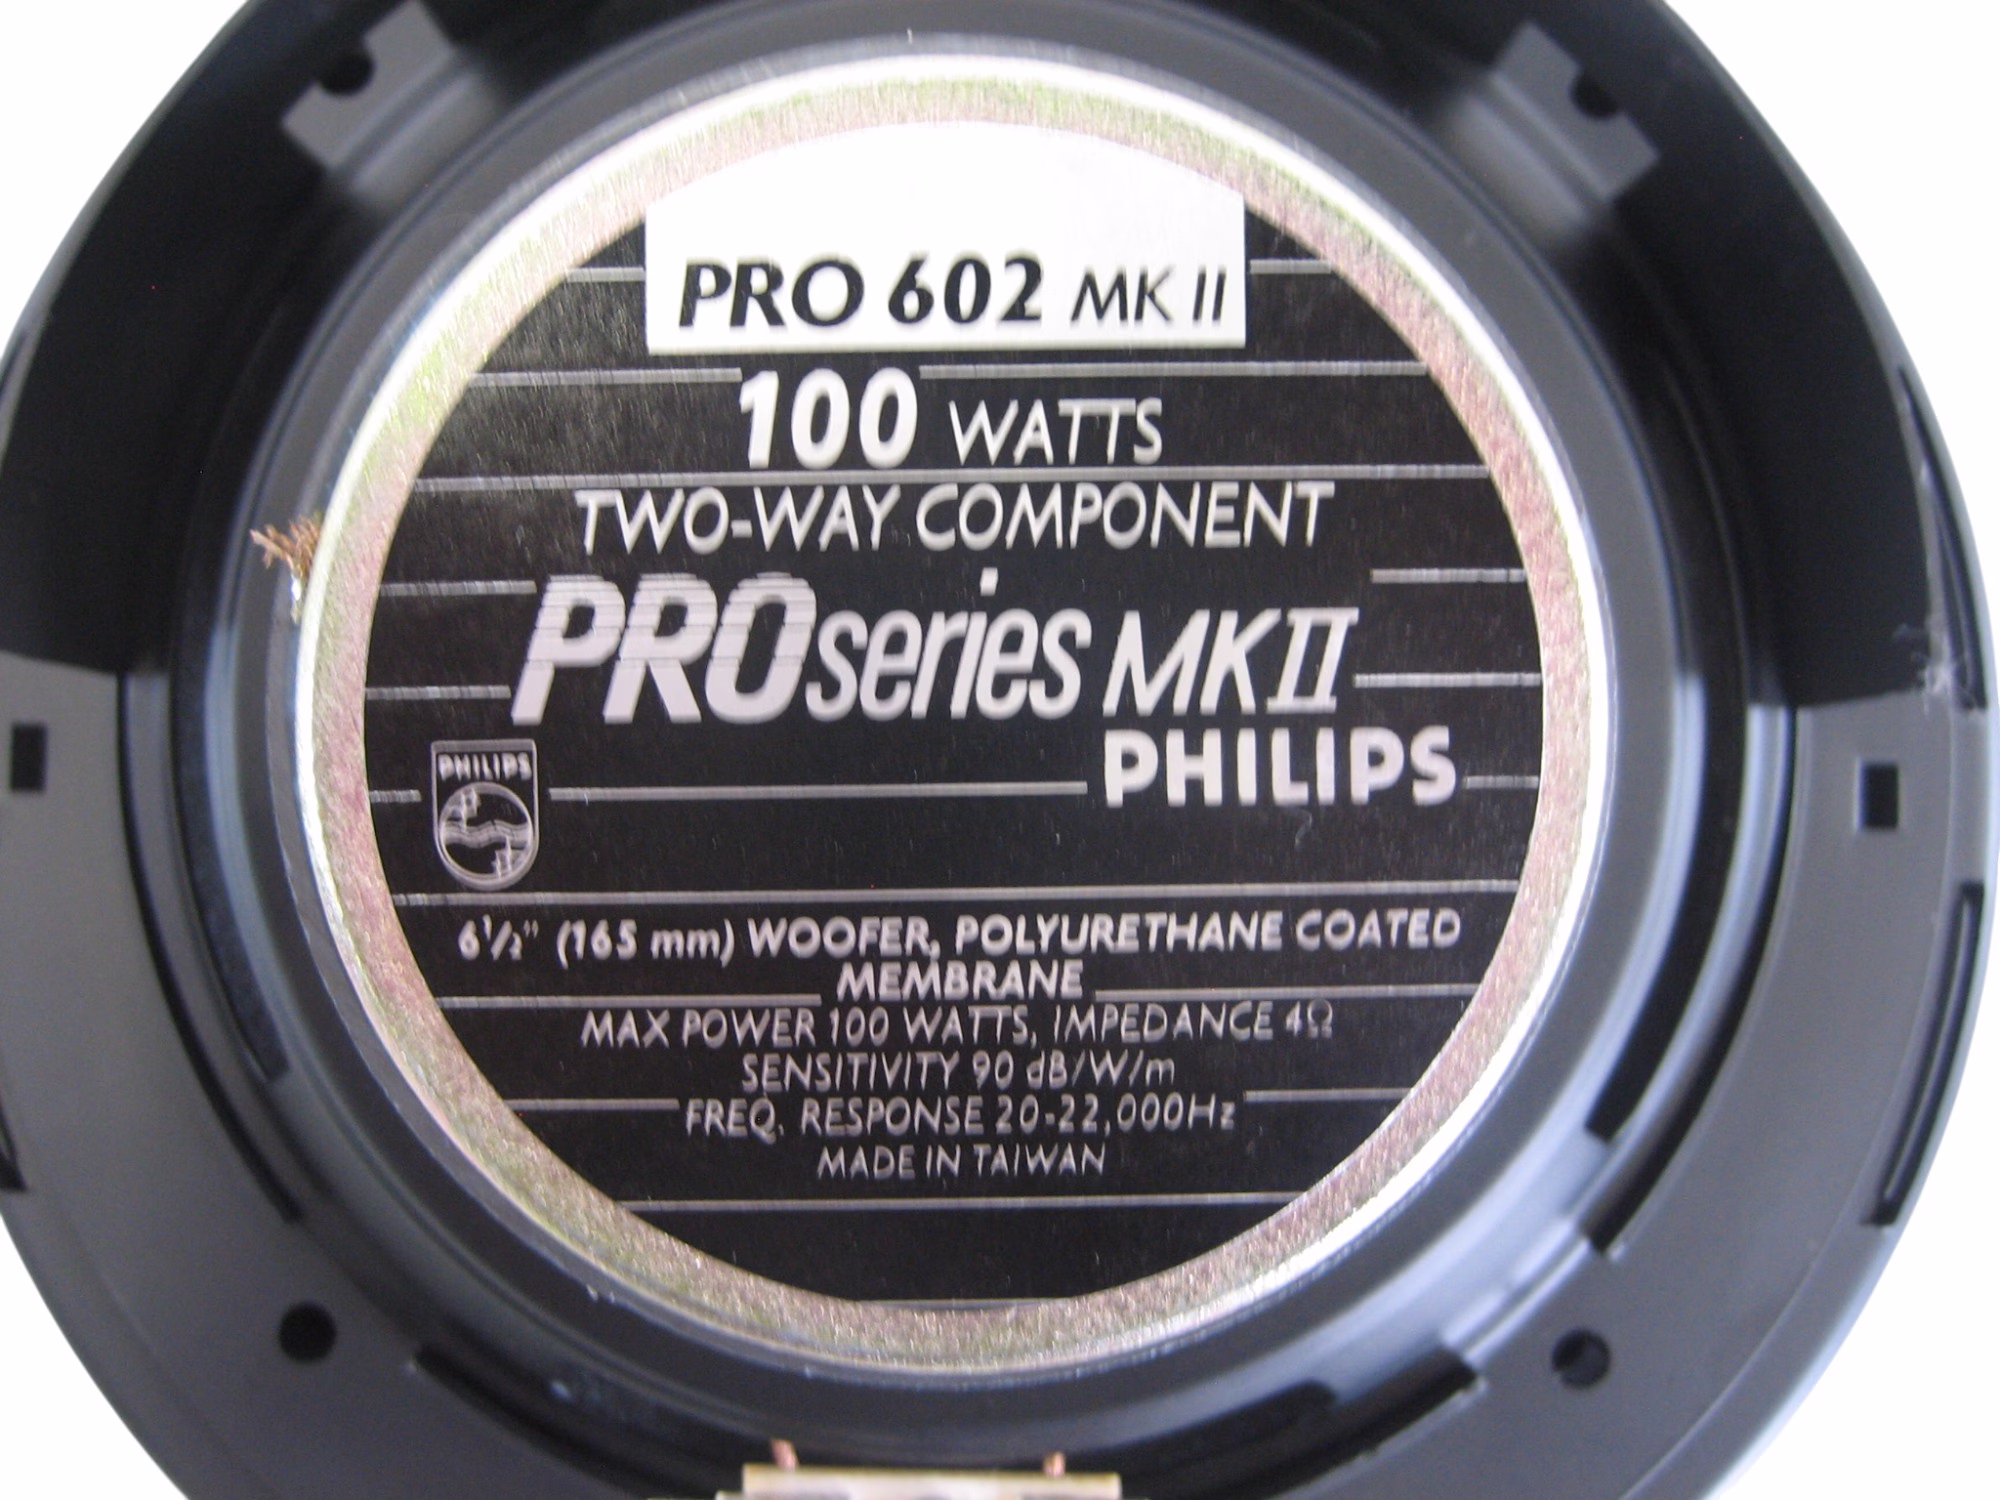 PRO 602 MK II
100 WATTS
TWO-WAY COMPONENT
PROseries MKII
PHILIPS
PHILIPS
6½" (165 mm) WOOFER, POLYURETHANE COATED
MEMBRANE
MAX POWER 100 WATTS, IMPEDANCE 4Ω
SENSITIVITY 90 dB/W/m
FREQ. RESPONSE 20-22,000Hz
MADE IN TAIWAN